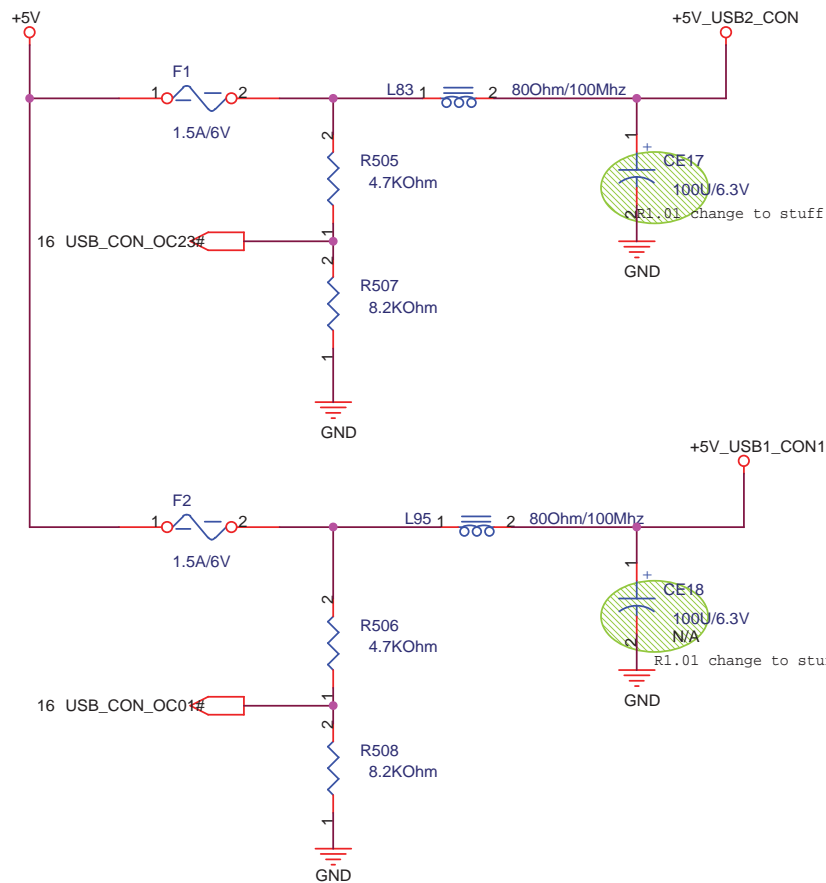 +5V
+5V_USB2_CON
F1
1 2
1.5A/6V
L83 1 2 80Ohm/100Mhz
2
R505
4.7KOhm
1
1
+
CE17
100U/6.3V
2
R1.01 change to stuff
GND
16 USB_CON_OC23#
2
R507
8.2KOhm
1
GND
+5V_USB1_CON1
F2
1 2
1.5A/6V
L95 1 2 80Ohm/100Mhz
2
R506
4.7KOhm
1
1
+
CE18
100U/6.3V
N/A
2
R1.01 change to stu
GND
16 USB_CON_OC01#
2
R508
8.2KOhm
1
GND